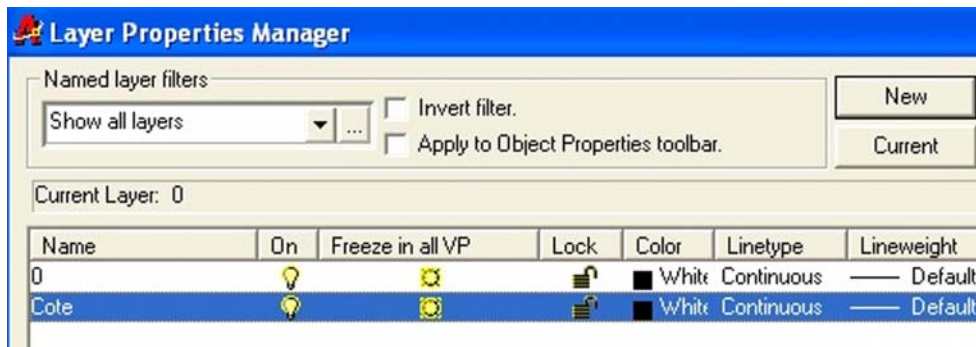 Layer Properties Manager
Named layer filters
Show all layers
...
Invert filter.
Apply to Object Properties toolbar.
New
Current
Current Layer: 0
Name On Freeze in all VP Lock Color Linetype Lineweight
0 White Continuous Default
Cote White Continuous Default